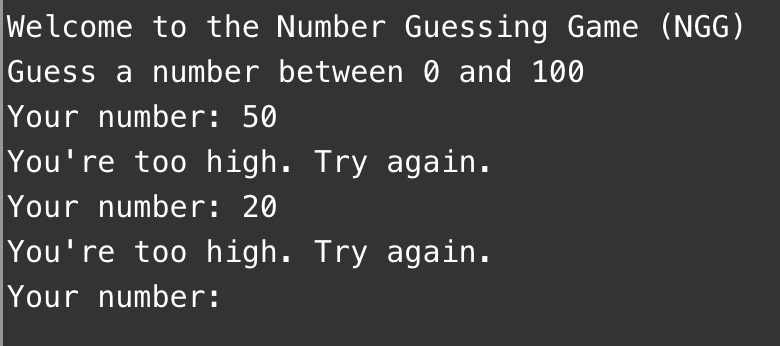 Welcome to the Number Guessing Game (NGG)
Guess a number between 0 and 100
Your number: 50
You're too high. Try again.
Your number: 20
You're too high. Try again.
Your number: